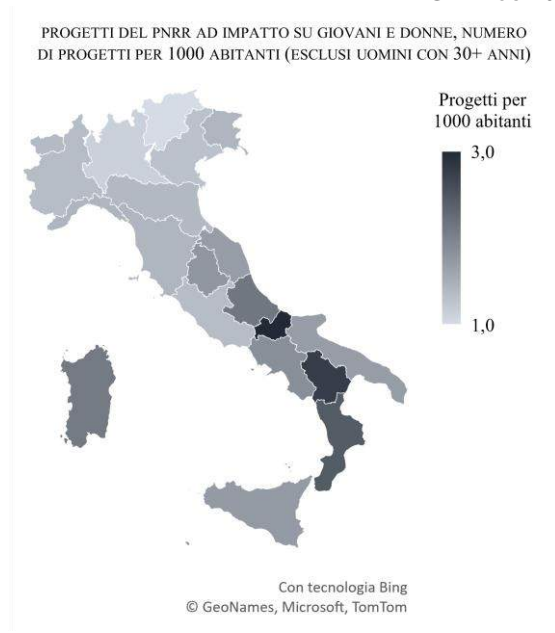 PROGETTI DEL PNRR AD IMPATTO SU GIOVANI E DONNE, NUMERO
DI PROGETTI PER 1000 ABITANTI (ESCLUSI UOMINI CON 30+ ANNI)
Progetti per
1000 abitanti
3,0
1,0
Con tecnologia Bing
© GeoNames, Microsoft, TomTom